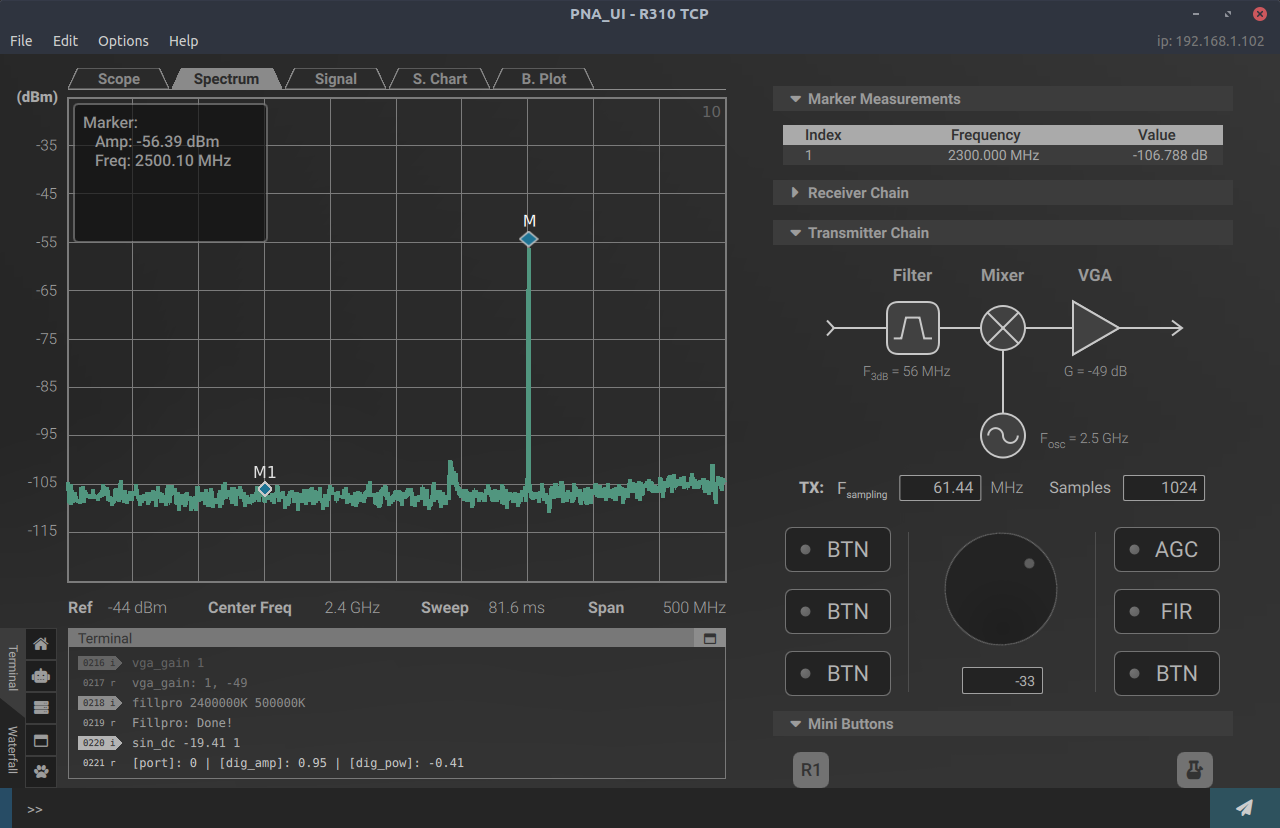 PNA_UI - R310 TCP
File Edit Options Help
ip: 192.168.1.102
Scope Spectrum Signal S. Chart B. Plot
(dBm)
10
Marker:
Amp: -56.39 dBm
Freq: 2500.10 MHz
-35
-45
-55
-65
-75
-85
-95
-105
-115
M
M1
Ref -44 dBm Center Freq 2.4 GHz Sweep 81.6 ms Span 500 MHz
Terminal
Waterfall
Terminal
0216 i vga_gain 1
0217 r vga_gain: 1, -49
0218 i fillpro 2400000K 500000K
0219 r Fillpro: Done!
0220 i sin_dc -19.41 1
0221 r [port]: 0 | [dig_amp]: 0.95 | [dig_pow]: -0.41
>>
Marker Measurements
Index Frequency Value
1 2300.000 MHz -106.788 dB
Receiver Chain
Transmitter Chain
Filter Mixer VGA
F3dB = 56 MHz G = -49 dB
Fosc = 2.5 GHz
TX: Fsampling 61.44 MHz Samples 1024
BTN AGC
BTN FIR
BTN BTN
-33
Mini Buttons
R1